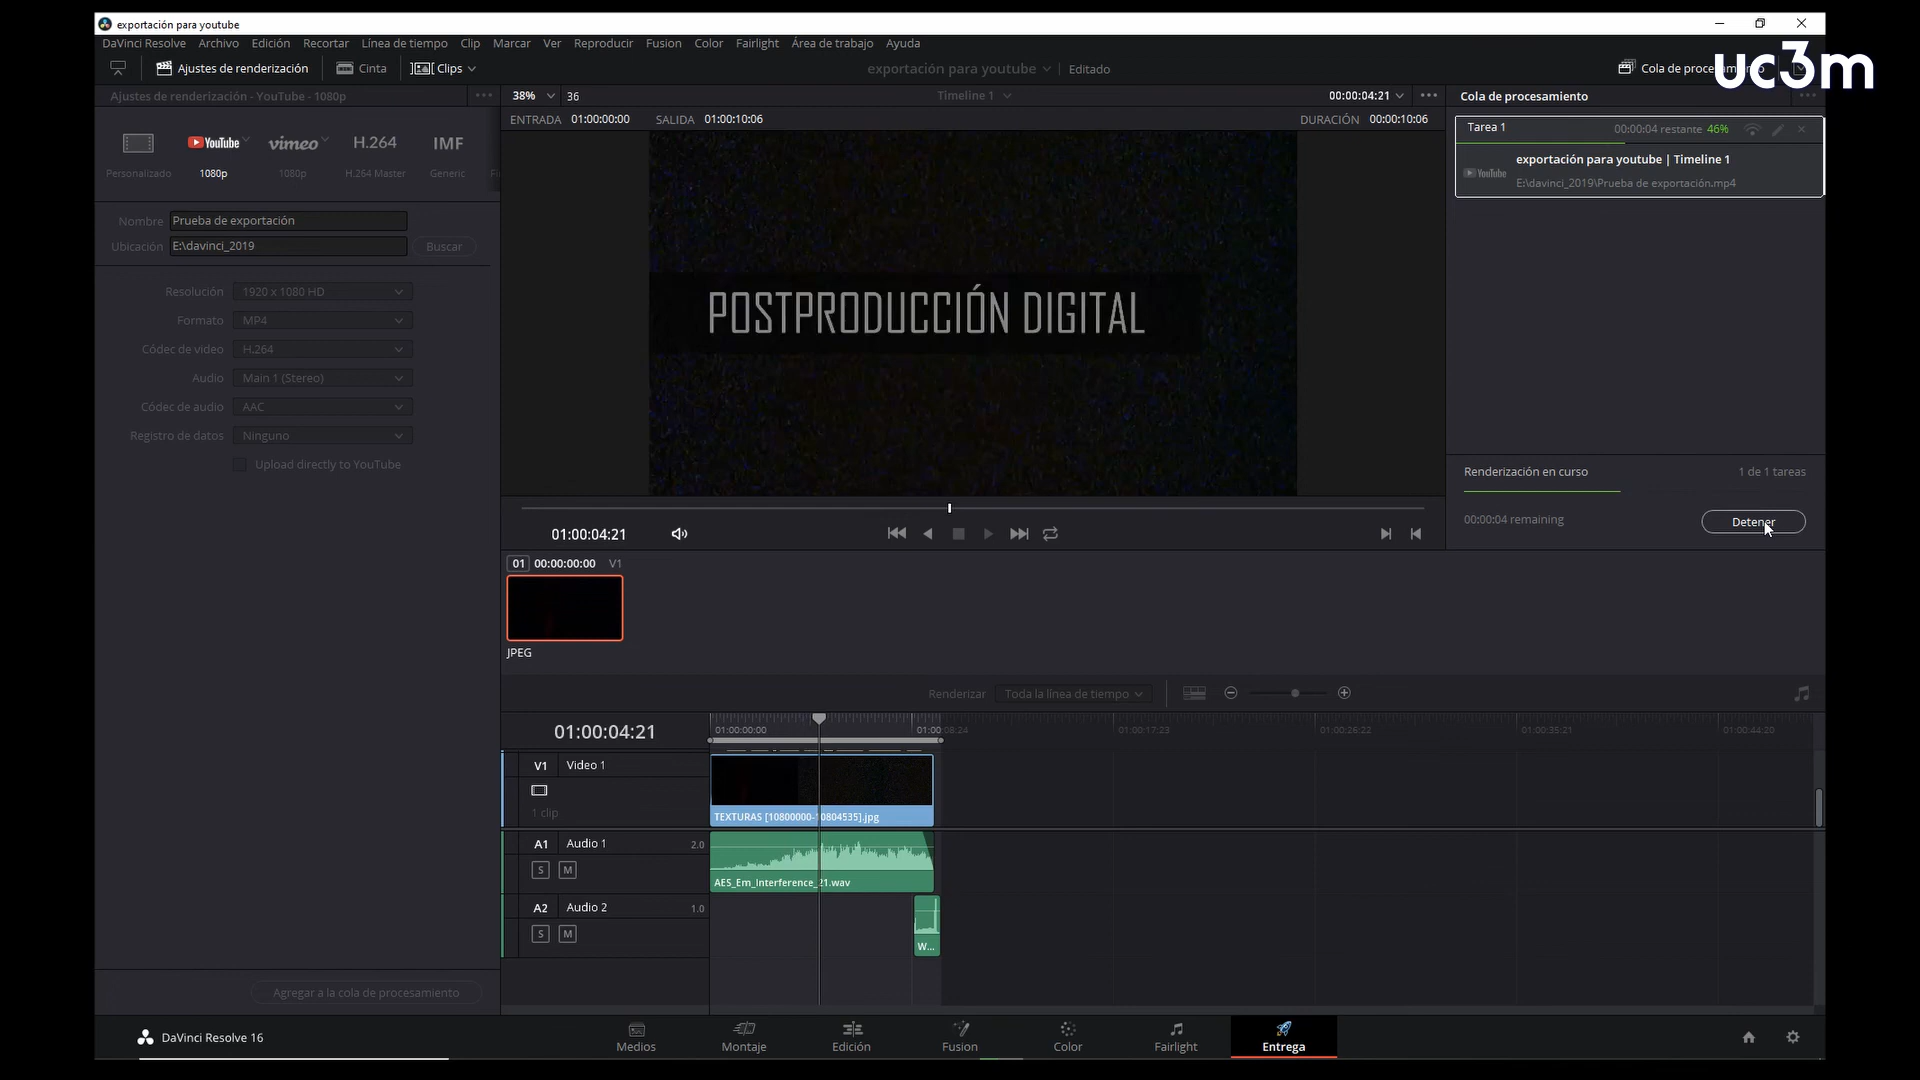 exportación para youtube
DaVinci Resolve Archivo Edición Recortar Línea de tiempo Clip Marcar Ver Reproducir Fusion Color Fairlight Área de trabajo Ayuda
Ajustes de renderización Cinta Clips exportación para youtube Editado Cola de
uc3m
Ajustes de renderización - YouTube - 1080p 38% 36 Timeline 1 00:00:04:21 Cola de procesamiento
ENTRADA 01:00:00:00 SALIDA 01:00:10:06 DURACIÓN 00:00:10:06
Tarea 1 00:00:04 restante 46%
YouTube vimeo H.264 IMF
Personalizado 1080p 1080p H.264 Master Generic
exportación para youtube | Timeline 1
YouTube E:\davinci_2019\Prueba de exportación.mp4
Nombre Prueba de exportación
Ubicación E:\davinci_2019 Buscar
Resolución 1920 x 1080 HD
Formato MP4
Códec de video H.264
Audio Main 1 (Stereo)
Códec de audio AAC
Registro de datos Ninguno
Upload directly to YouTube
POSTPRODUCCIÓN DIGITAL
Renderización en curso 1 de 1 tareas
00:00:04 remaining Detener
01:00:04:21
01 00:00:00:00 V1
JPEG
Renderizar Toda la línea de tiempo
01:00:04:21 01:00:00:00 01:00:08:24 01:00:17:23 01:00:26:22 01:00:35:21 01:00:44:20
V1 Video 1
1 clip
TEXTURAS [10800000-10804535].jpg
A1 Audio 1 2.0
S M
AES_Em_Interference_21.wav
A2 Audio 2 1.0
S M
W...
Agregar a la cola de procesamiento
DaVinci Resolve 16 Medios Montaje Edición Fusion Color Fairlight Entrega